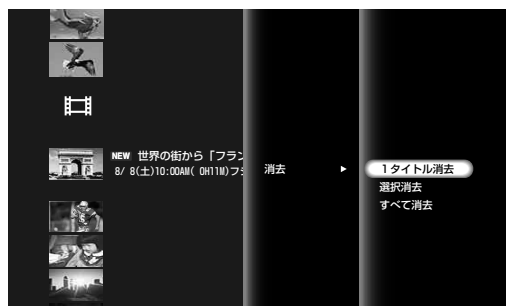 NEW 世界の街から「フラン
8/ 8(土)10:00AM( 0H11M)フジ
消去 ▶
1タイトル消去
選択消去
すべて消去